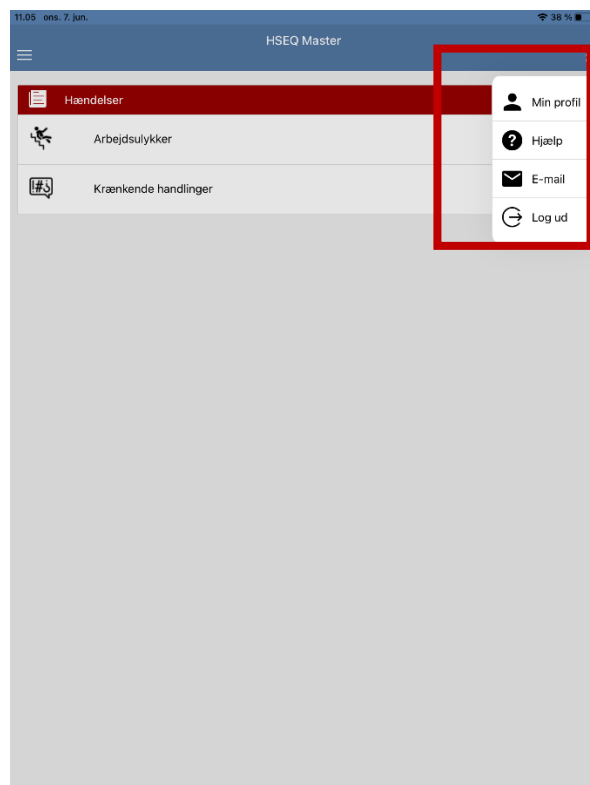 11.05 ons. 7. jun.
38 %
HSEQ Master
Hændelser
Arbejdsulykker
Krænkende handlinger
Min profil
Hjælp
E-mail
Log ud